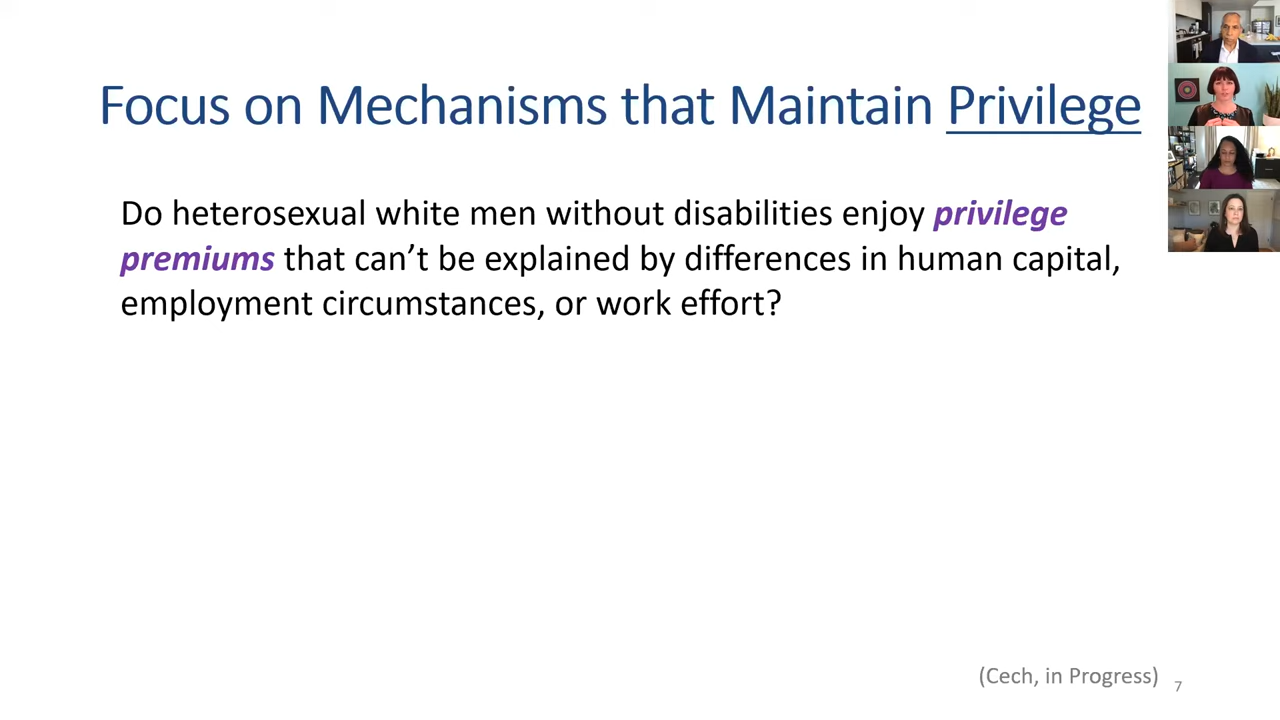 Focus on Mechanisms that Maintain Privilege
Do heterosexual white men without disabilities enjoy privilege
premiums that can’t be explained by differences in human capital,
employment circumstances, or work effort?
(Cech, in Progress)
7